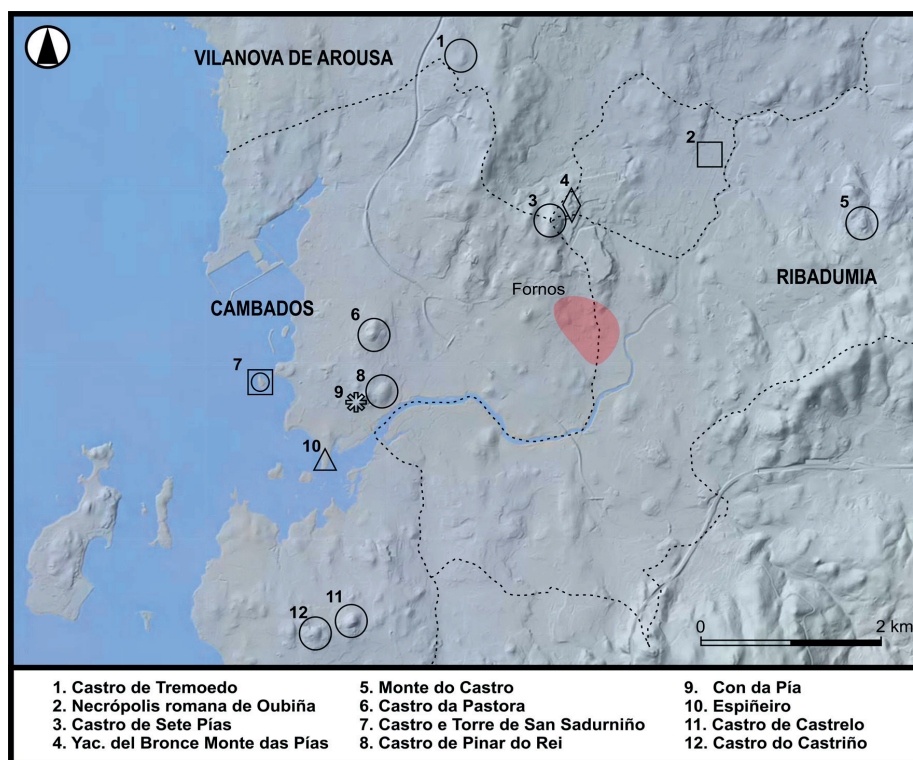 VILANOVA DE AROUSA
1
2
4
3
5
RIBADUMIA
Fornos
CAMBADOS
6
7
8
9
10
11
12
0 2 km
1. Castro de Tremoedo
2. Necrópolis romana de Oubiña
3. Castro de Sete Pías
4. Yac. del Bronce Monte das Pías
5. Monte do Castro
6. Castro da Pastora
7. Castro e Torre de San Sadurniño
8. Castro de Pinar do Rei
9. Con da Pía
10. Espiñeiro
11. Castro de Castrelo
12. Castro do Castriño